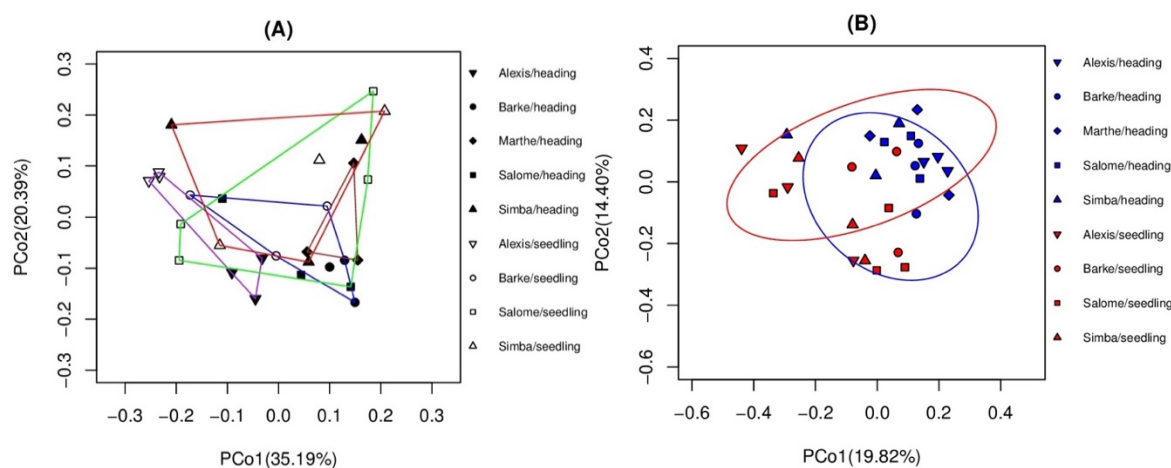 (A)
PCo2(20.39%)
0.3
0.2
0.1
0.0
−0.1
−0.2
−0.3
−0.3 −0.2 −0.1 0.0 0.1 0.2 0.3
PCo1(35.19%)
Alexis/heading
Barke/heading
Marthe/heading
Salome/heading
Simba/heading
Alexis/seedling
Barke/seedling
Salome/seedling
Simba/seedling
(B)
PCo2(14.40%)
0.4
0.2
0.0
−0.2
−0.4
−0.6
−0.6 −0.4 −0.2 0.0 0.2 0.4
PCo1(19.82%)
Alexis/heading
Barke/heading
Marthe/heading
Salome/heading
Simba/heading
Alexis/seedling
Barke/seedling
Salome/seedling
Simba/seedling